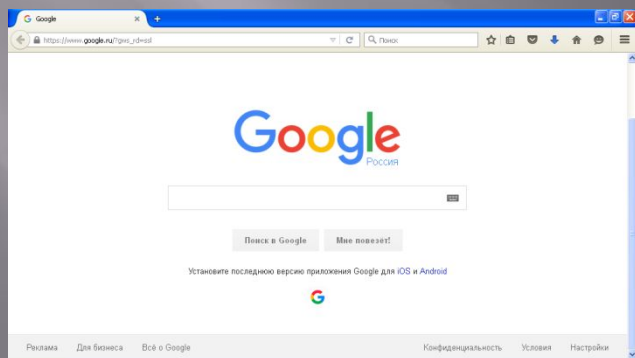 Google
https://www.google.ru/?gws_rd=ssl
Поиск
Google
Россия
Поиск в Google
Мне повезёт!
Установите последнюю версию приложения Google для iOS и Android
G
Реклама
Для бизнеса
Всё о Google
Конфиденциальность
Условия
Настройки